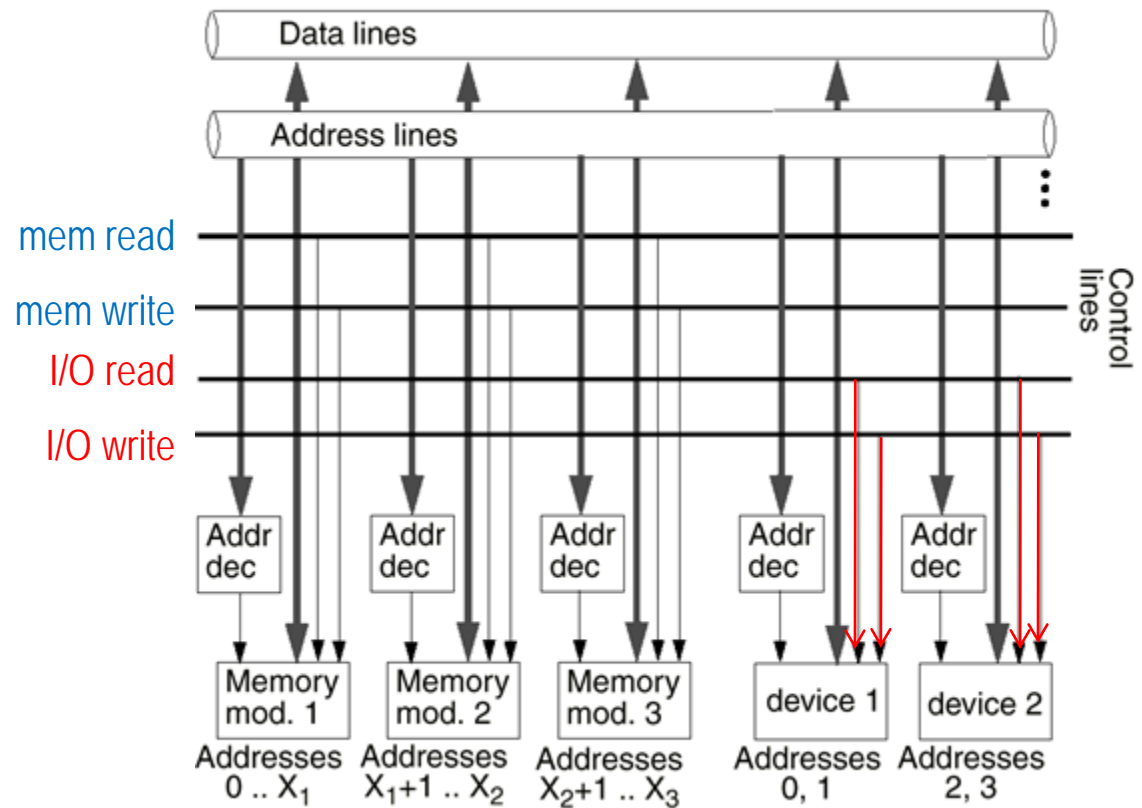 Data lines
Address lines
mem read
mem write
I/O read
I/O write
Control
lines
Addr
dec
Addr
dec
Addr
dec
Addr
dec
Addr
dec
Memory
mod. 1
Memory
mod. 2
Memory
mod. 3
device 1
device 2
Addresses
0 .. X₁
Addresses
X₁+1 .. X₂
Addresses
X₂+1 .. X₃
Addresses
0, 1
Addresses
2, 3